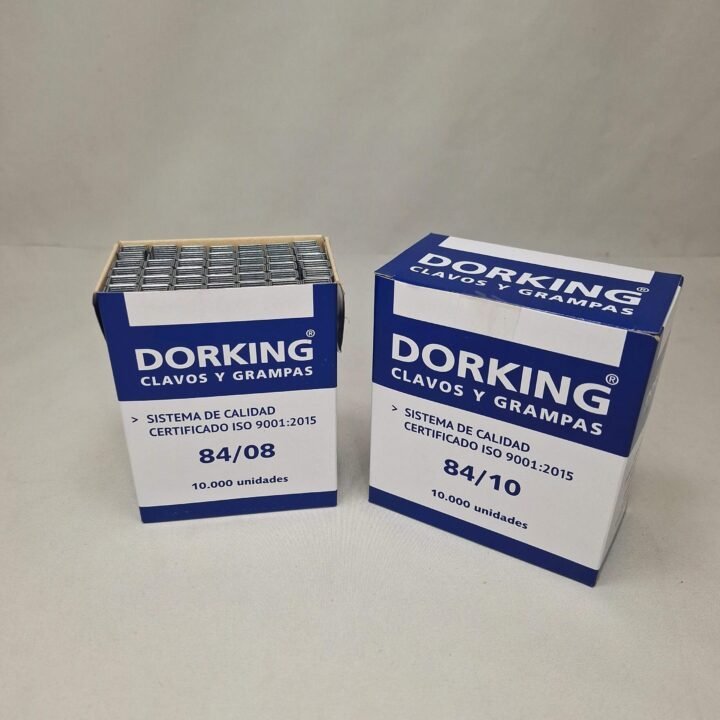 DORKING®
CLAVOS Y GRAMPAS
> SISTEMA DE CALIDAD
CERTIFICADO ISO 9001:2015
84/08
10.000 unidades
DORKING®
CLAVOS Y GRAMPAS
DORKING®
CLAVOS Y GRAMPAS
> SISTEMA DE CALIDAD
CERTIFICADO ISO 9001:2015
84/10
10.000 unidades